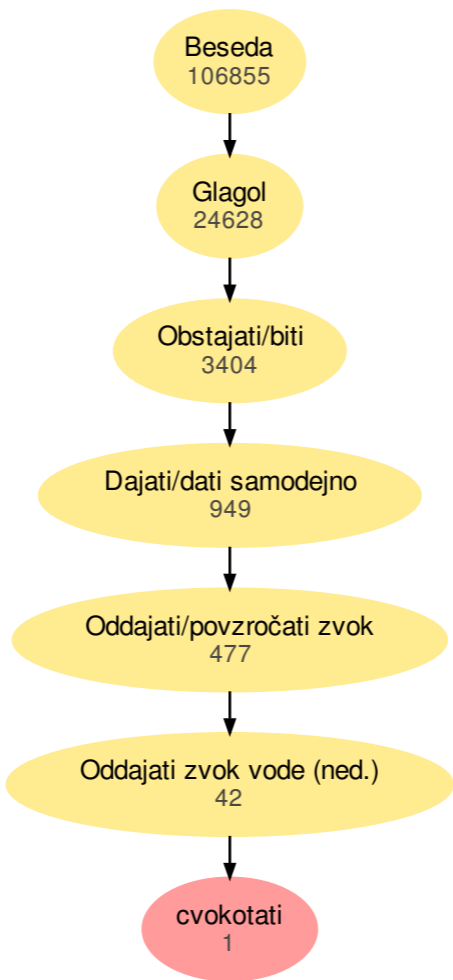 Beseda
106855
Glagol
24628
Obstajati/biti
3404
Dajati/dati samodejno
949
Oddajati/povzročati zvok
477
Oddajati zvok vode (ned.)
42
cvokotati
1